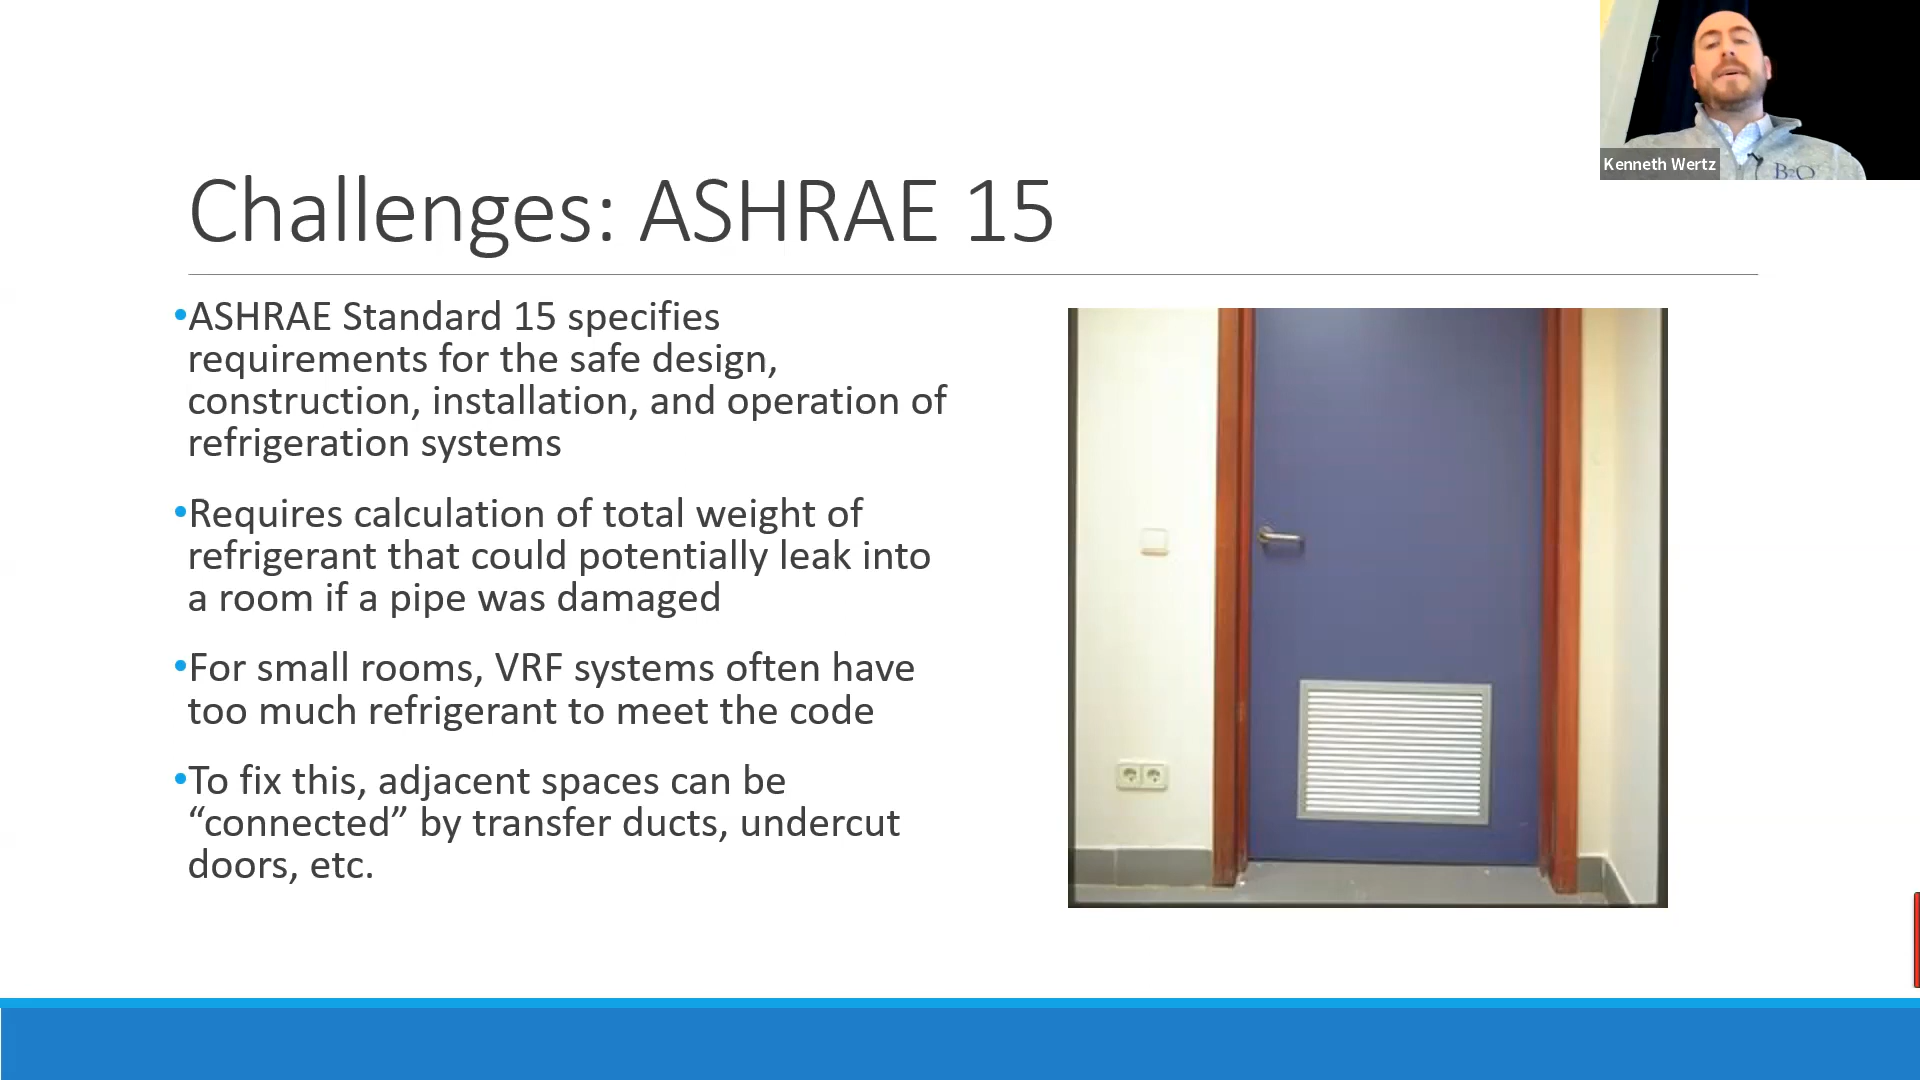 Kenneth Wertz
B2O
Challenges: ASHRAE 15
•ASHRAE Standard 15 specifies
requirements for the safe design,
construction, installation, and operation of
refrigeration systems
•Requires calculation of total weight of
refrigerant that could potentially leak into
a room if a pipe was damaged
•For small rooms, VRF systems often have
too much refrigerant to meet the code
•To fix this, adjacent spaces can be
“connected” by transfer ducts, undercut
doors, etc.